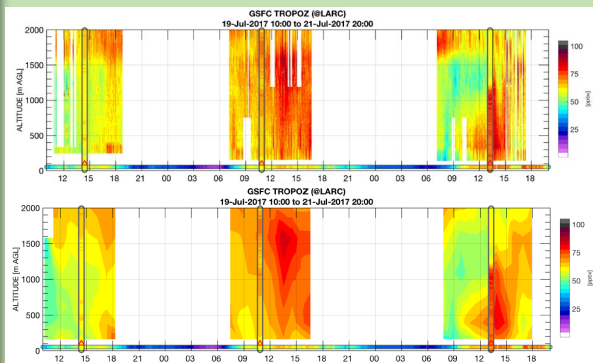 GSFC TROPOZ (@LARC)
19-Jul-2017 10:00 to 21-Jul-2017 20:00
ALTITUDE [m AGL]
2000
1500
1000
500
0
12 15 18 21 00 03 06 09 12 15 18 21 00 03 06 09 12 15 18
100
75
50
25
[ppbv]
GSFC TROPOZ (@LARC)
19-Jul-2017 10:00 to 21-Jul-2017 20:00
ALTITUDE [m AGL]
2000
1500
1000
500
0
12 15 18 21 00 03 06 09 12 15 18 21 00 03 06 09 12 15 18
100
75
50
25
[ppbv]